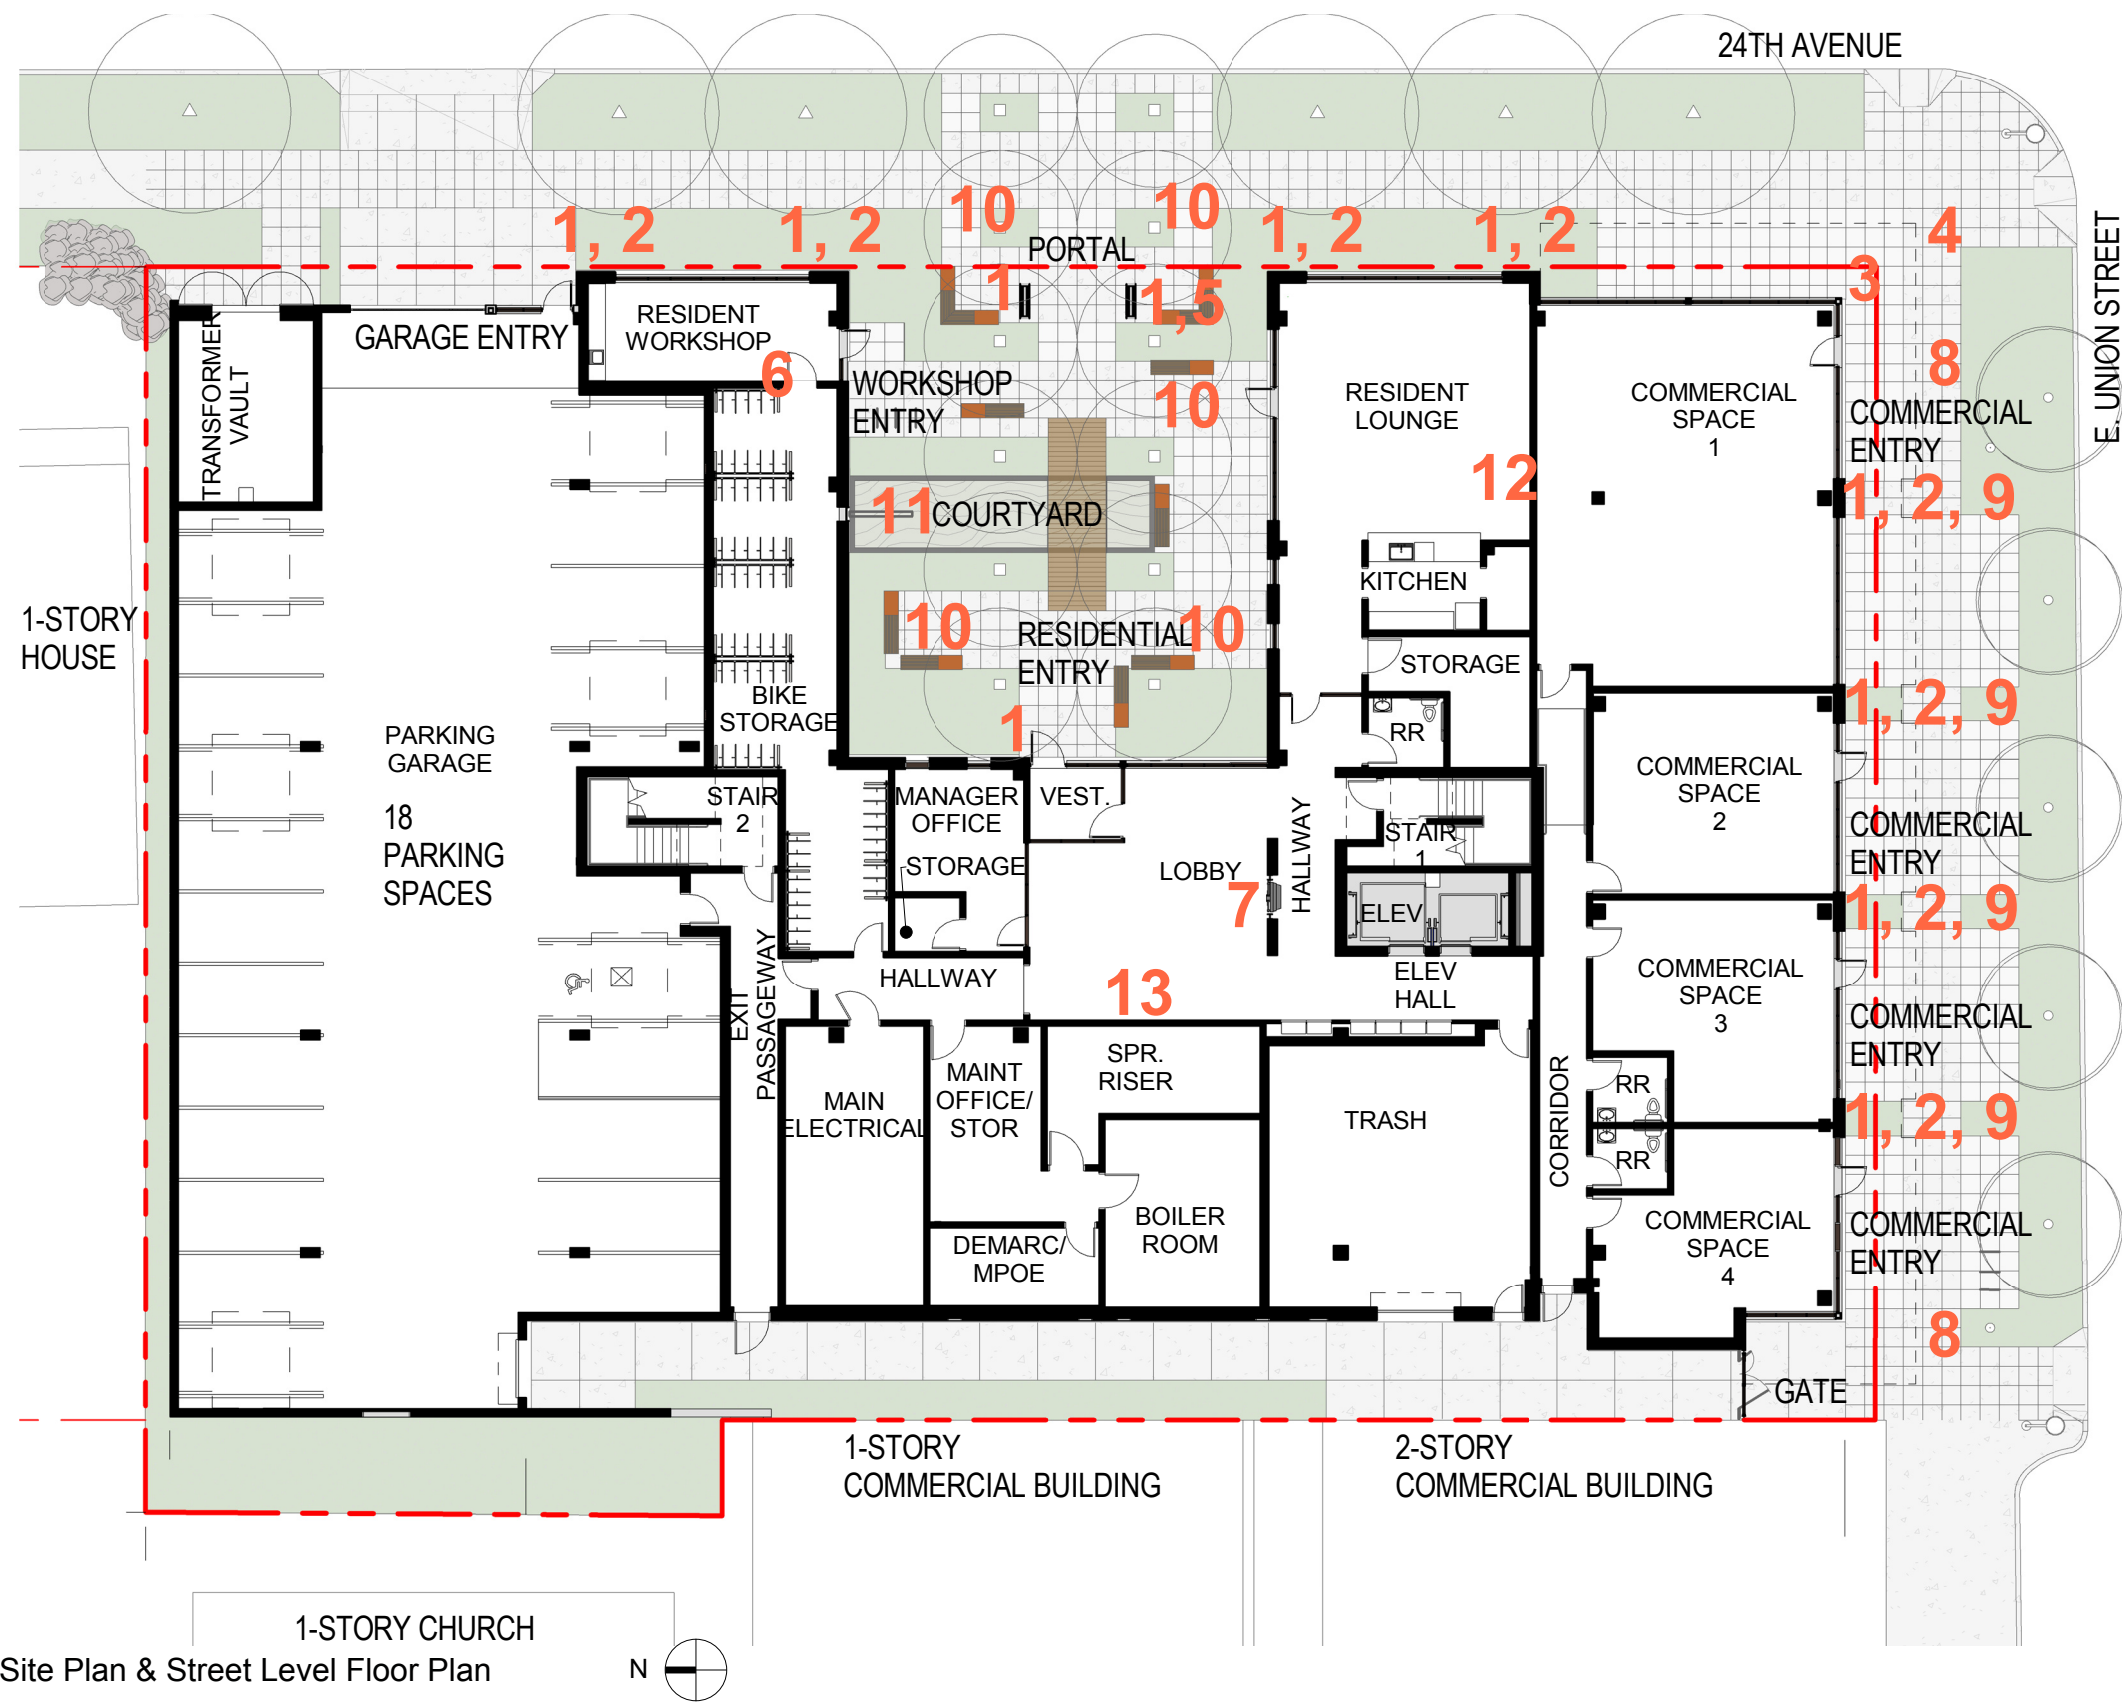 24TH AVENUE
E. UNION STREET
10
10
4
1, 2
1, 2
1, 2
1, 2
PORTAL
3
1
1,5
TRANSFORMER
VAULT
GARAGE ENTRY
RESIDENT
WORKSHOP
6
WORKSHOP
ENTRY
10
RESIDENT
LOUNGE
COMMERCIAL
SPACE
1
8
COMMERCIAL
ENTRY
12
1, 2, 9
11
COURTYARD
KITCHEN
1-STORY
HOUSE
10
RESIDENTIAL
ENTRY
10
STORAGE
BIKE
STORAGE
1
RR
1, 2, 9
PARKING
GARAGE
18
PARKING
SPACES
STAIR
2
MANAGER
OFFICE
STORAGE
VEST.
LOBBY
7
HALLWAY
STAIR
1
ELEV
COMMERCIAL
SPACE
2
COMMERCIAL
ENTRY
1, 2, 9
EXIT
PASSAGEWAY
HALLWAY
13
ELEV
HALL
COMMERCIAL
SPACE
3
COMMERCIAL
ENTRY
MAIN
ELECTRICAL
MAINT
OFFICE/
STOR
SPR.
RISER
TRASH
CORRIDOR
RR
RR
1, 2, 9
DEMARC/
MPOE
BOILER
ROOM
COMMERCIAL
SPACE
4
COMMERCIAL
ENTRY
8
GATE
1-STORY
COMMERCIAL BUILDING
2-STORY
COMMERCIAL BUILDING
1-STORY CHURCH
Site Plan & Street Level Floor Plan
N